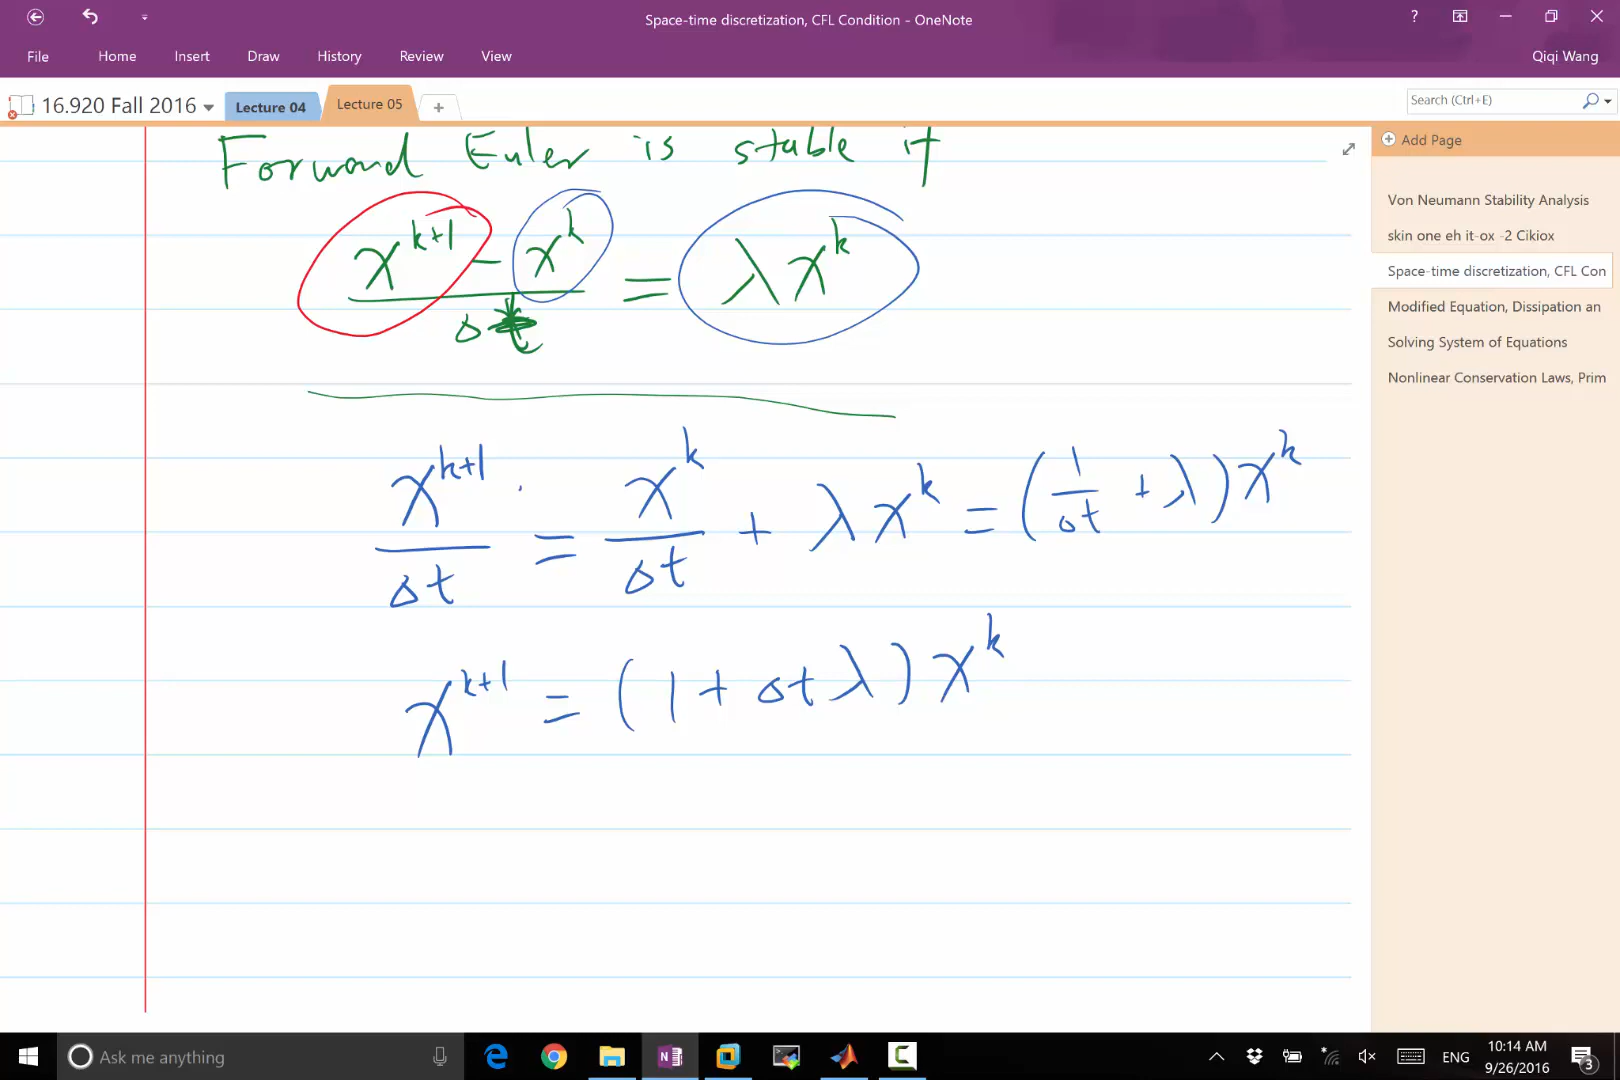 Space-time discretization, CFL Condition - OneNote
?
File Home Insert Draw History Review View
Qiqi Wang
16.920 Fall 2016 Lecture 04 Lecture 05 +
Search (Ctrl+E)
Add Page
Von Neumann Stability Analysis
skin one eh it-ox -2 Cikiox
Space-time discretization, CFL Con
Modified Equation, Dissipation an
Solving System of Equations
Nonlinear Conservation Laws, Prim
Forward Euler is stable if
(x^{k+1} - x^k) / Δt = λx^k
x^{k+1}/Δt = x^k/Δt + λx^k = (1/Δt + λ)x^k
x^{k+1} = (1 + Δtλ)x^k
Ask me anything
ENG
10:14 AM
9/26/2016
3